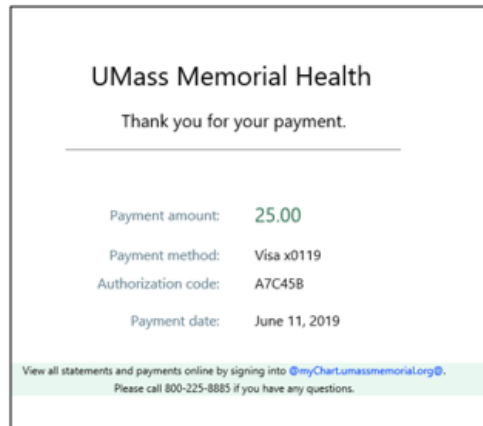 UMass Memorial Health
Thank you for your payment.
Payment amount: 25.00
Payment method: Visa x0119
Authorization code: A7C45B
Payment date: June 11, 2019
View all statements and payments online by signing into @myChart.umassmemorial.org@.
Please call 800-225-8885 if you have any questions.